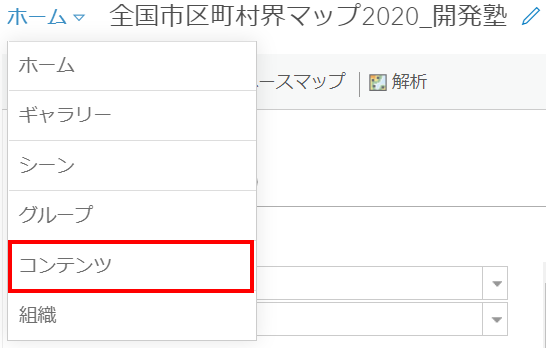 ホーム 全国市区町村界マップ2020_開発塾
ホーム
ースマップ 解析
ギャラリー
シーン
グループ
コンテンツ
組織